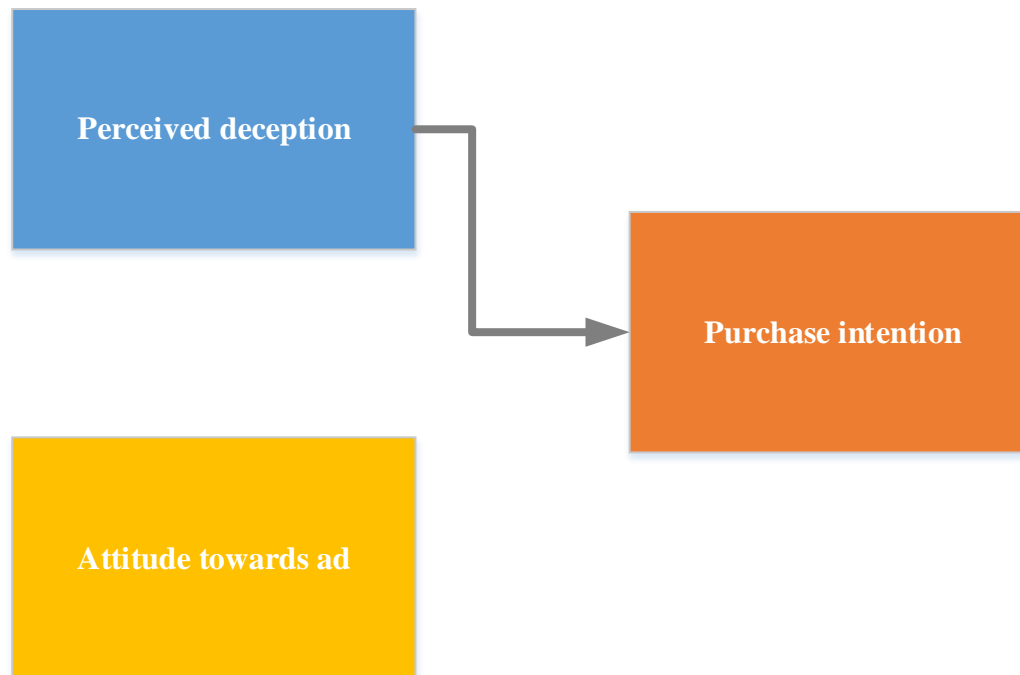 Perceived deception
Purchase intention
Attitude towards ad